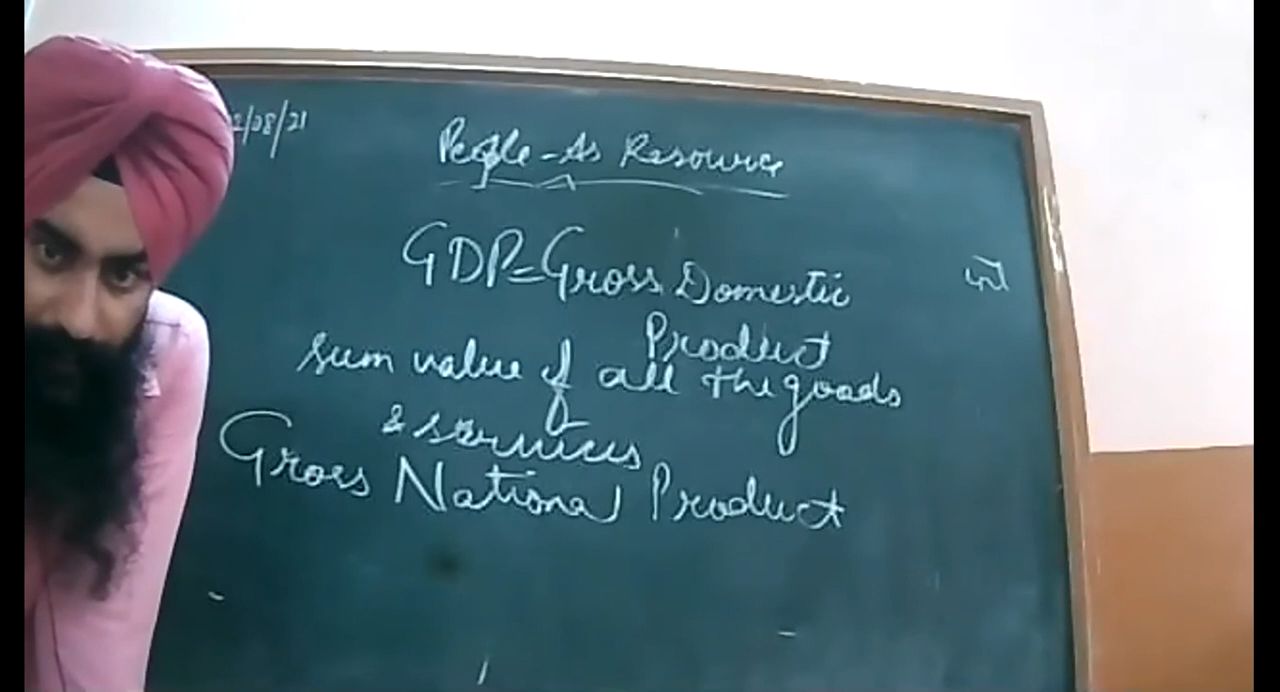 2/08/21
People-As Resource
GDP=Gross Domestic
Product
sum value of all the goods
& services
Gross National Product